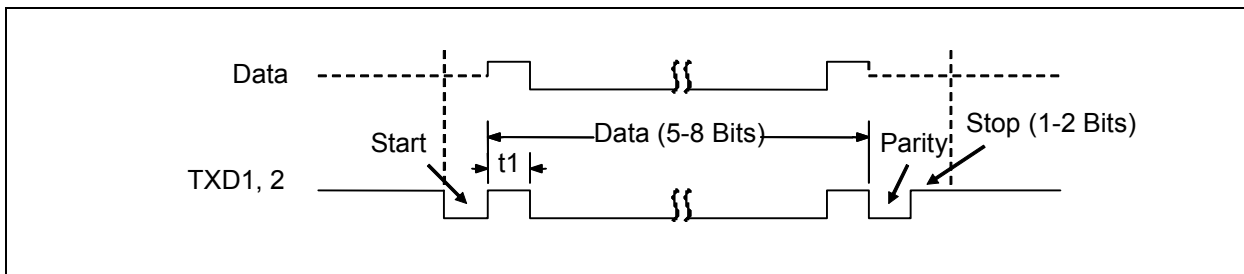 Data
Data (5-8 Bits)
Stop (1-2 Bits)
Start
Parity
t1
TXD1, 2